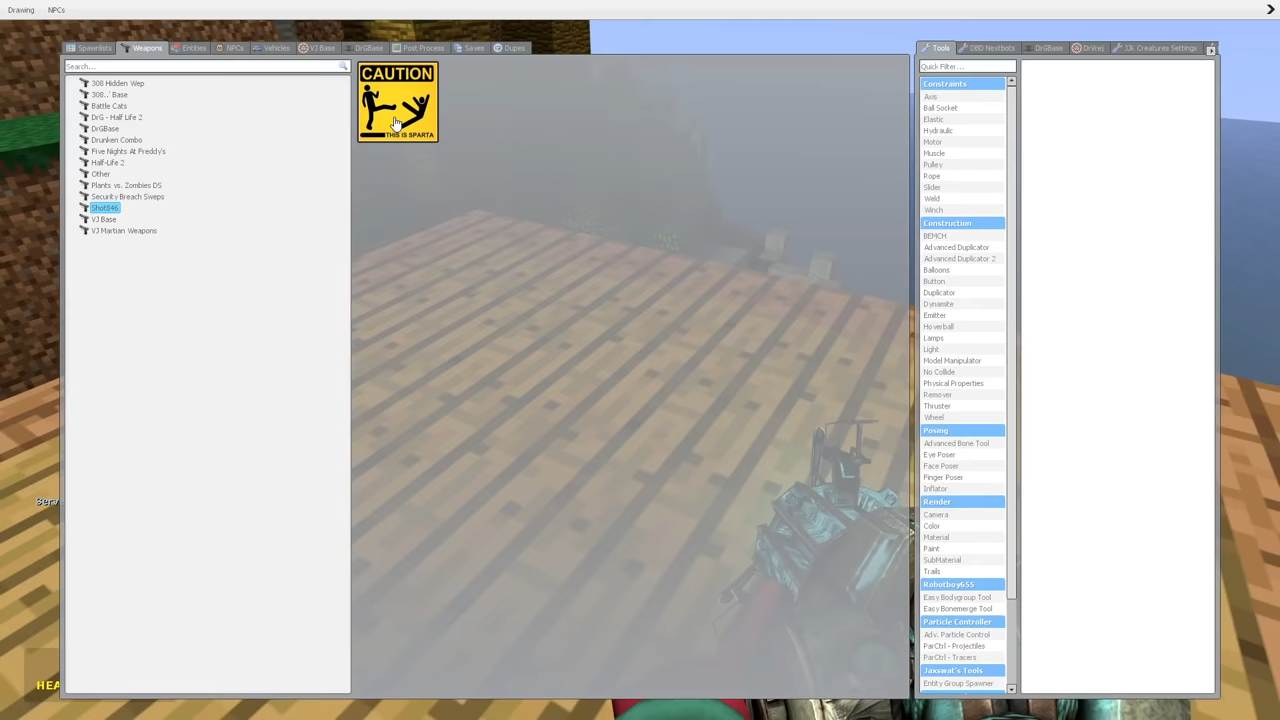 Drawing NPCs
Spawnlists Weapons Entities NPCs Vehicles VJ Base DrGBase Post Process Saves Dupes
Search...
308 Hidden Wep
308..' Base
Battle Cats
DrG - Half Life 2
DrGBase
Drunken Combo
Five Nights At Freddy's
Half-Life 2
Other
Plants vs. Zombies DS
Security Breach Sweps
Shot846
VJ Base
VJ Martian Weapons
CAUTION
THIS IS SPARTA
Tools DBD Nextbots DrGBase DrVrej JJk Creatures Settings
Quick Filter...
Constraints
Axis
Ball Socket
Elastic
Hydraulic
Motor
Muscle
Pulley
Rope
Slider
Weld
Winch
Construction
BEMCH
Advanced Duplicator
Advanced Duplicator 2
Balloons
Button
Duplicator
Dynamite
Emitter
Hoverball
Lamps
Light
Model Manipulator
No Collide
Physical Properties
Remover
Thruster
Wheel
Posing
Advanced Bone Tool
Eye Poser
Face Poser
Finger Poser
Inflator
Render
Camera
Color
Material
Paint
SubMaterial
Trails
Robotboy655
Easy Bodygroup Tool
Easy Bonemerge Tool
Particle Controller
Adv. Particle Control
ParCtrl - Projectiles
ParCtrl - Tracers
Jaxswat's Tools
Entity Group Spawner
Serv
HEA